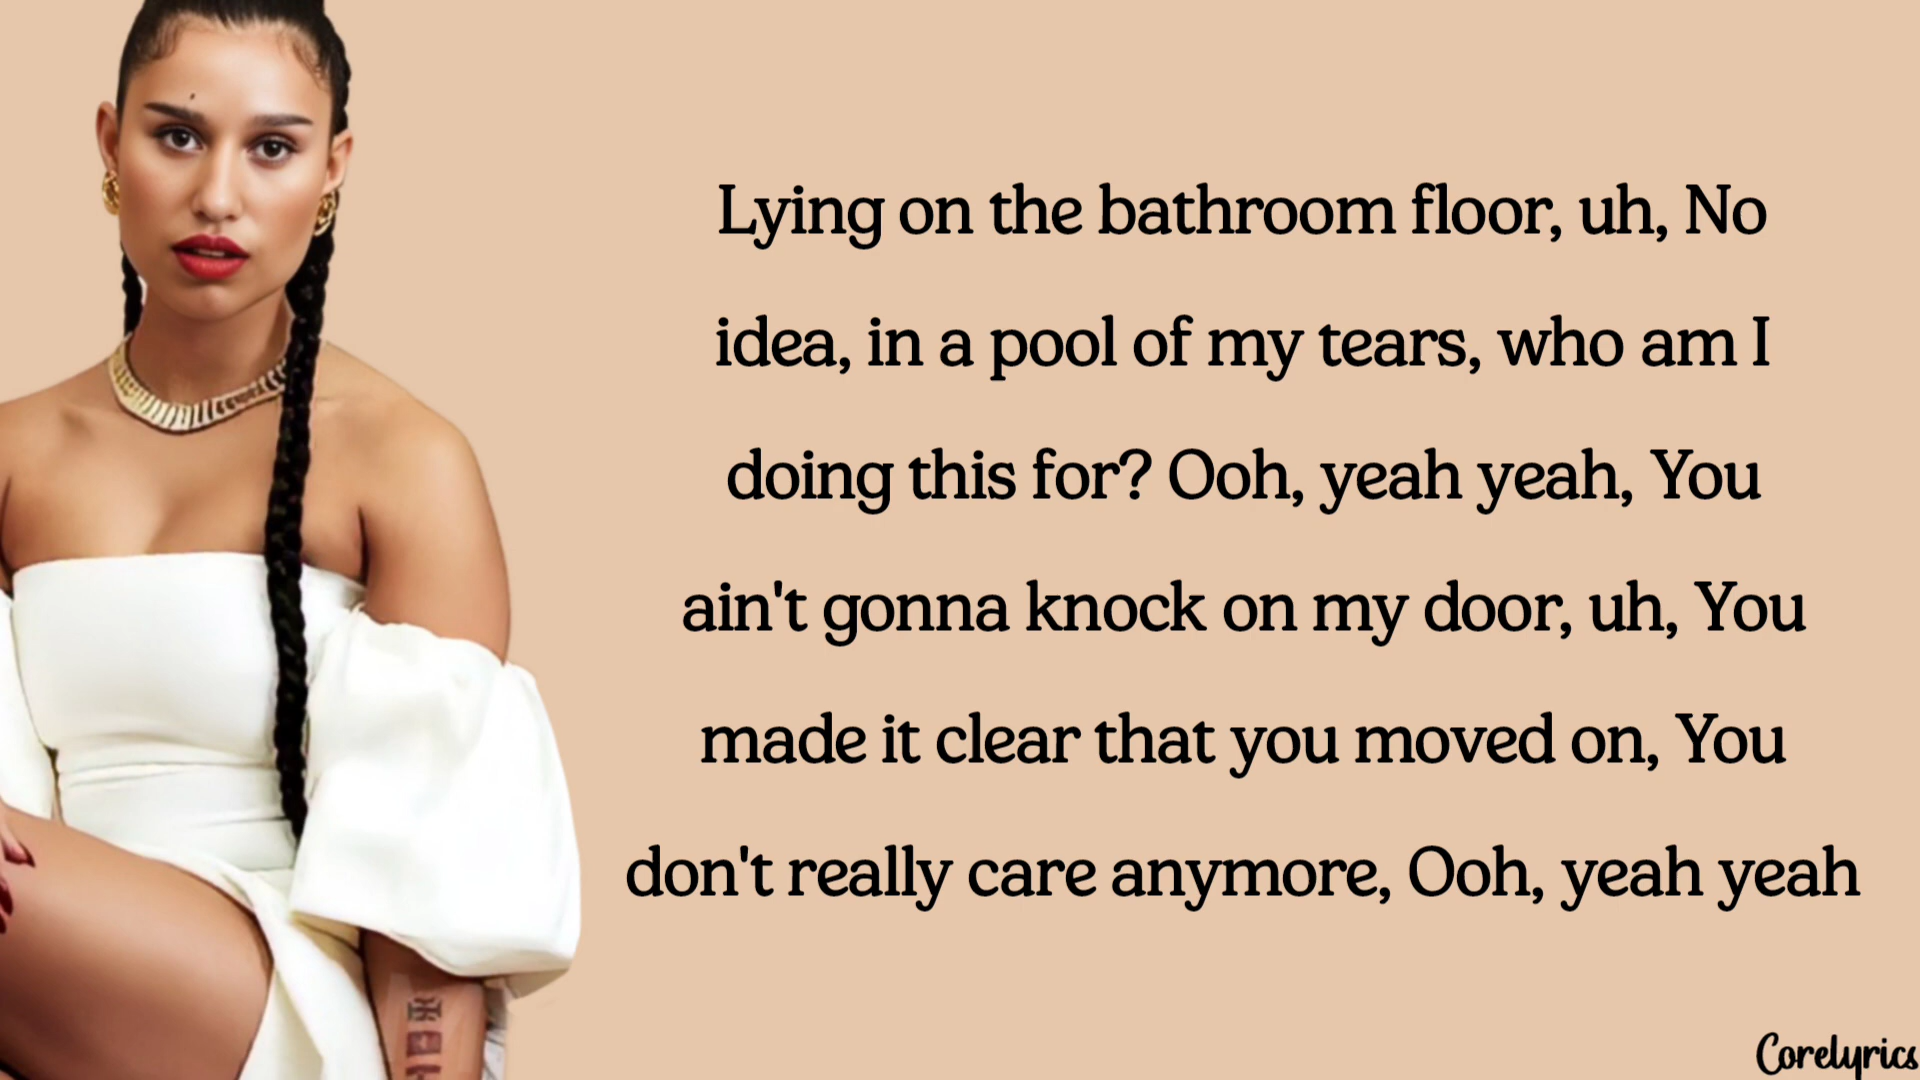 Lying on the bathroom floor, uh, No
idea, in a pool of my tears, who am I
doing this for? Ooh, yeah yeah, You
ain't gonna knock on my door, uh, You
made it clear that you moved on, You
don't really care anymore, Ooh, yeah yeah
Corelyrics